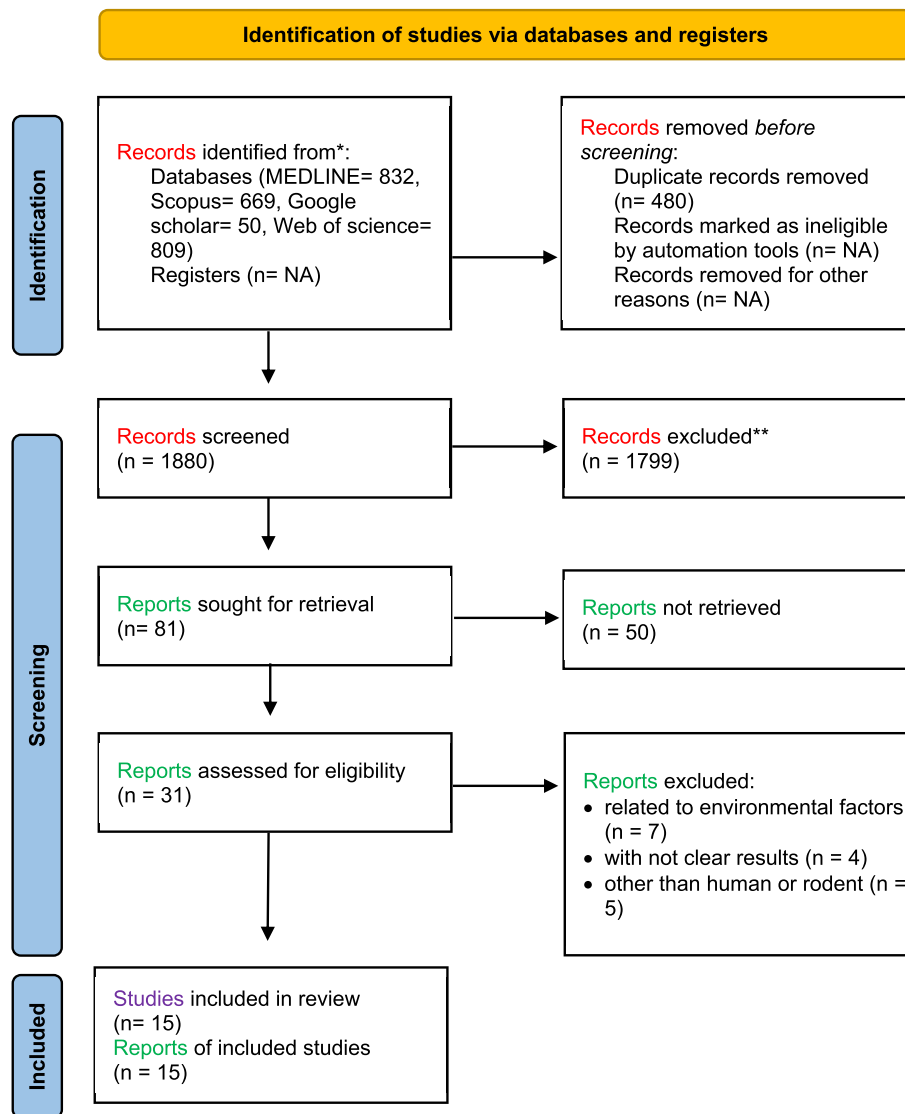 Identification of studies via databases and registers
Identification
Records identified from*:
Databases (MEDLINE= 832,
Scopus= 669, Google
scholar= 50, Web of science=
809)
Registers (n= NA)
Records removed before
screening:
Duplicate records removed
(n= 480)
Records marked as ineligible
by automation tools (n= NA)
Records removed for other
reasons (n= NA)
Screening
Records screened
(n = 1880)
Records excluded**
(n = 1799)
Reports sought for retrieval
(n= 81)
Reports not retrieved
(n = 50)
Reports assessed for eligibility
(n = 31)
Reports excluded:
• related to environmental factors
(n = 7)
• with not clear results (n = 4)
• other than human or rodent (n =
5)
Included
Studies included in review
(n= 15)
Reports of included studies
(n = 15)